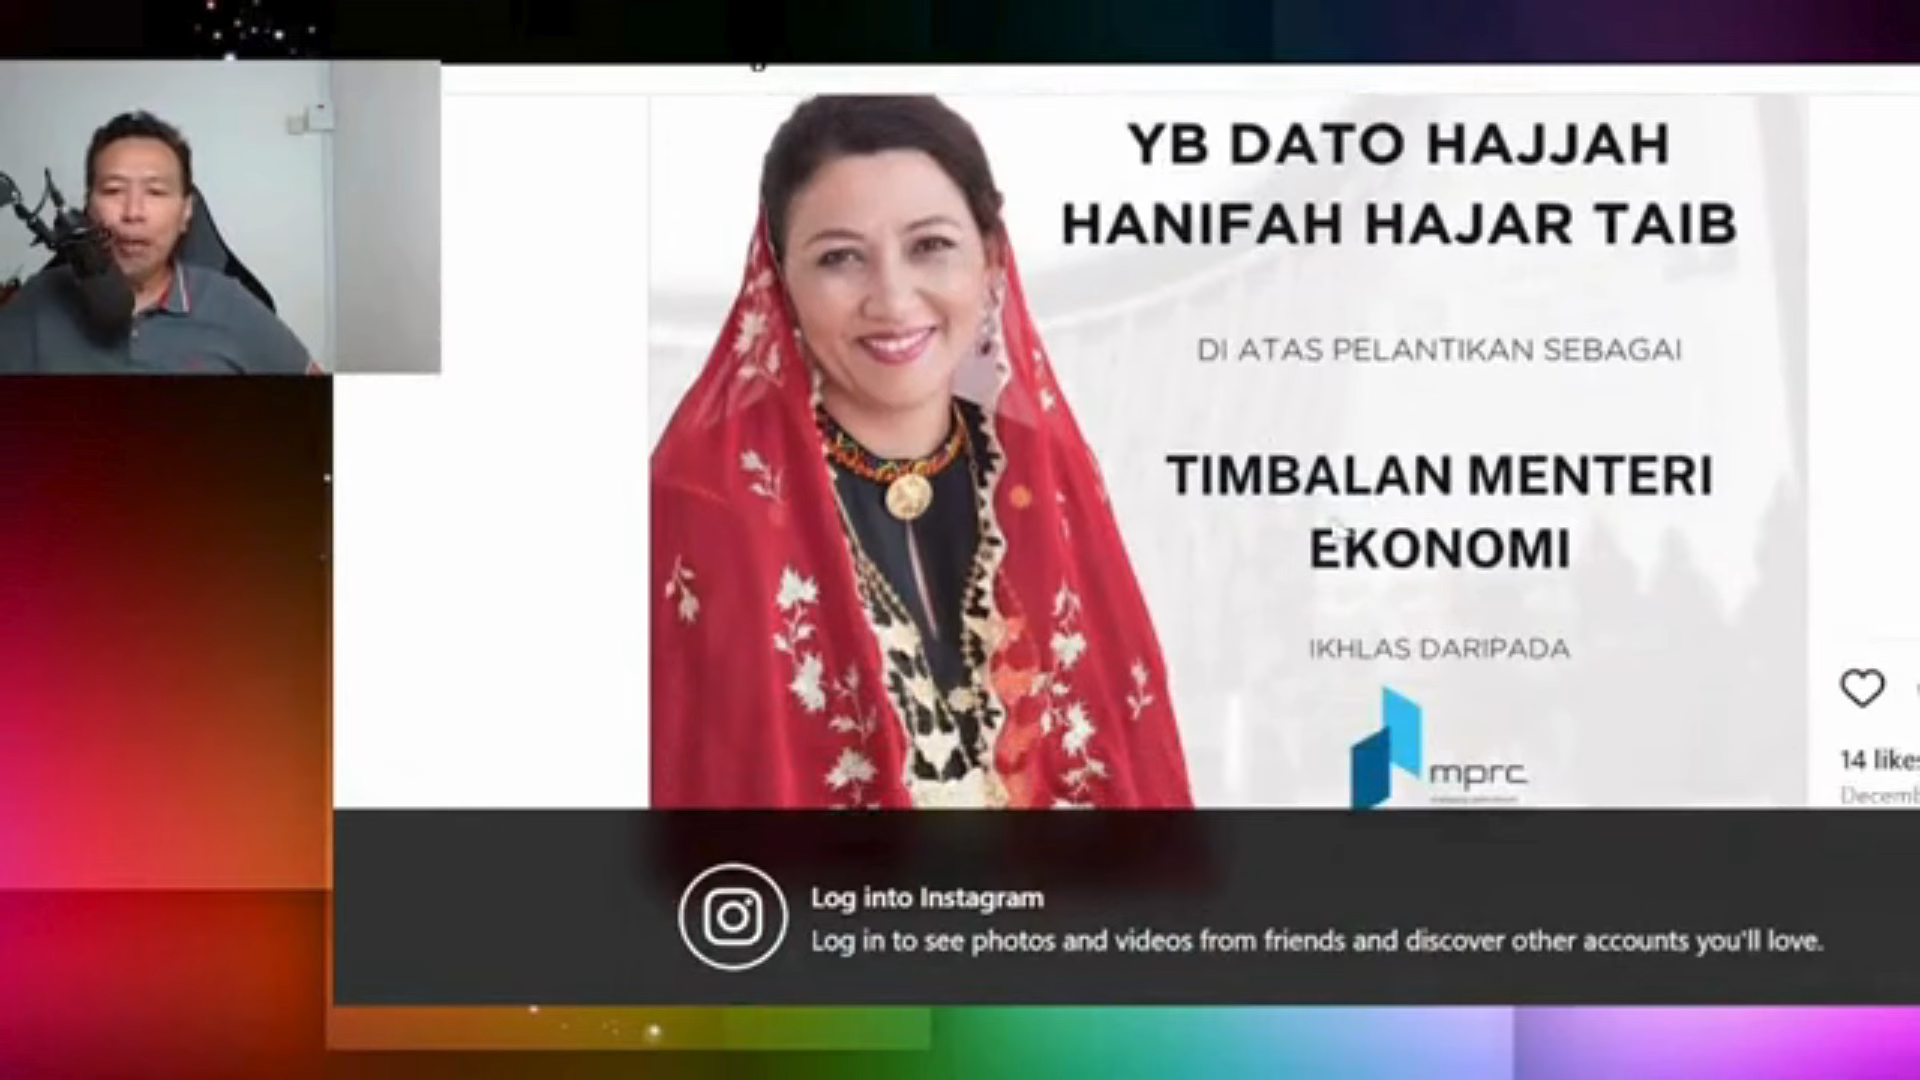 YB DATO HAJJAH
HANIFAH HAJAR TAIB
DI ATAS PELANTIKAN SEBAGAI
TIMBALAN MENTERI
EKONOMI
IKHLAS DARIPADA
mprc
14 likes
Log into Instagram
Log in to see photos and videos from friends and discover other accounts you'll love.